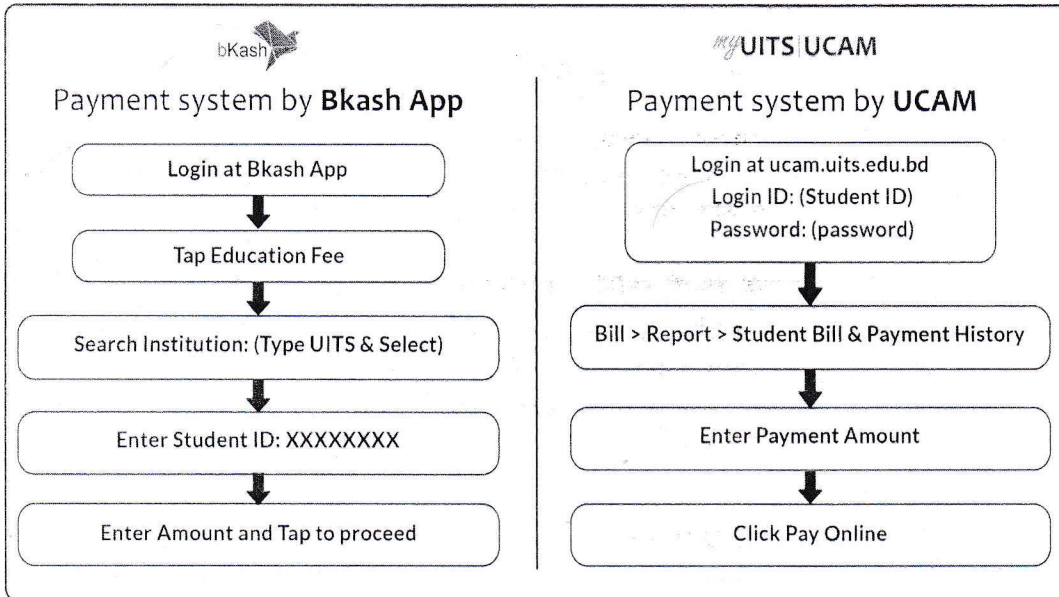 bKash
Payment system by Bkash App
Login at Bkash App
Tap Education Fee
Search Institution: (Type UITS & Select)
Enter Student ID: XXXXXXXX
Enter Amount and Tap to proceed
myUITS|UCAM
Payment system by UCAM
Login at ucam.uits.edu.bd
Login ID: (Student ID)
Password: (password)
Bill > Report > Student Bill & Payment History
Enter Payment Amount
Click Pay Online